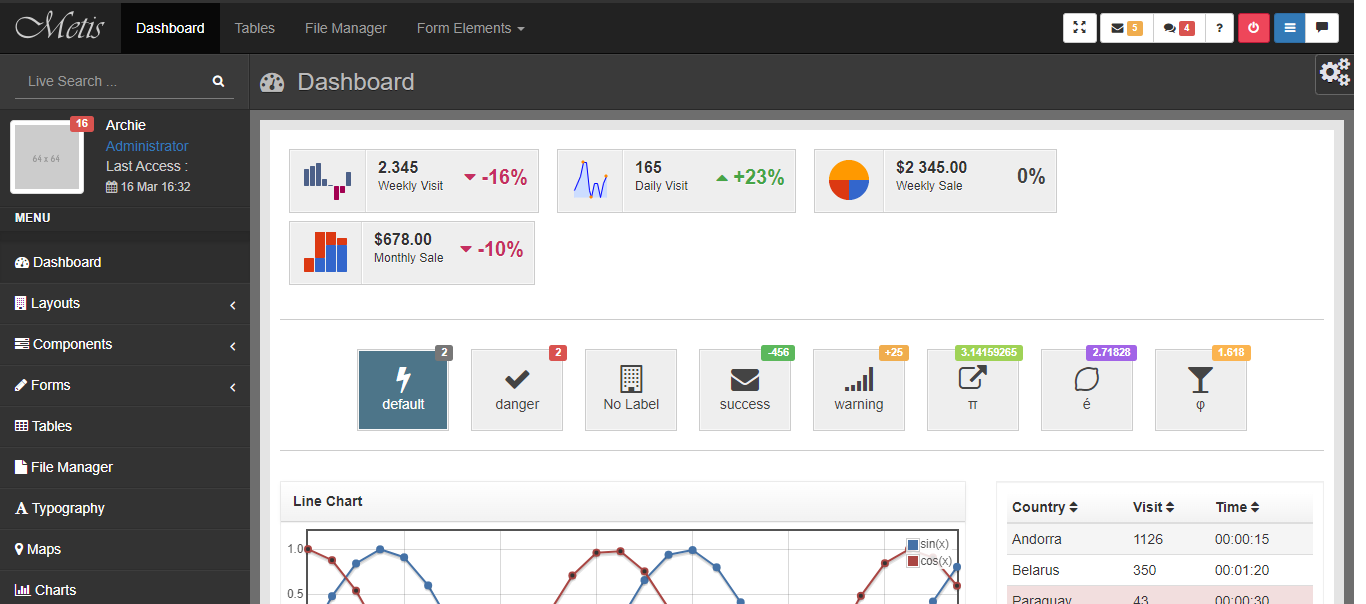 Metis
Dashboard Tables File Manager Form Elements 5 4 ?
Live Search ...
Dashboard
16
64 x 64
Archie
Administrator
Last Access :
16 Mar 16:32
MENU
Dashboard
Layouts
Components
Forms
Tables
File Manager
Typography
Maps
Charts
2.345
Weekly Visit
-16%
165
Daily Visit
+23%
$2 345.00
Weekly Sale
0%
$678.00
Monthly Sale
-10%
2
default
2
danger
No Label
-456
success
+25
warning
3.14159265
π
2.71828
é
1.618
φ
Line Chart
1.0
0.5
sin(x)
cos(x)
Country Visit Time
Andorra 1126 00:00:15
Belarus 350 00:01:20
Paraguay 43 00:00:30